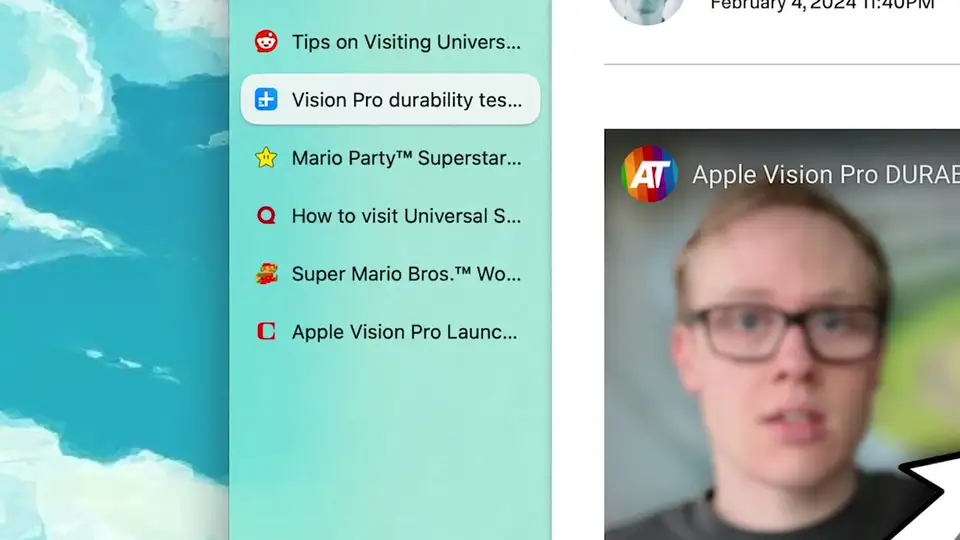 Tips on Visiting Univers...
Vision Pro durability tes...
Mario Party™ Superstar...
How to visit Universal S...
Super Mario Bros.™ Wo...
Apple Vision Pro Launc...
February 4, 2024 11:40PM
AT
Apple Vision Pro DURAB